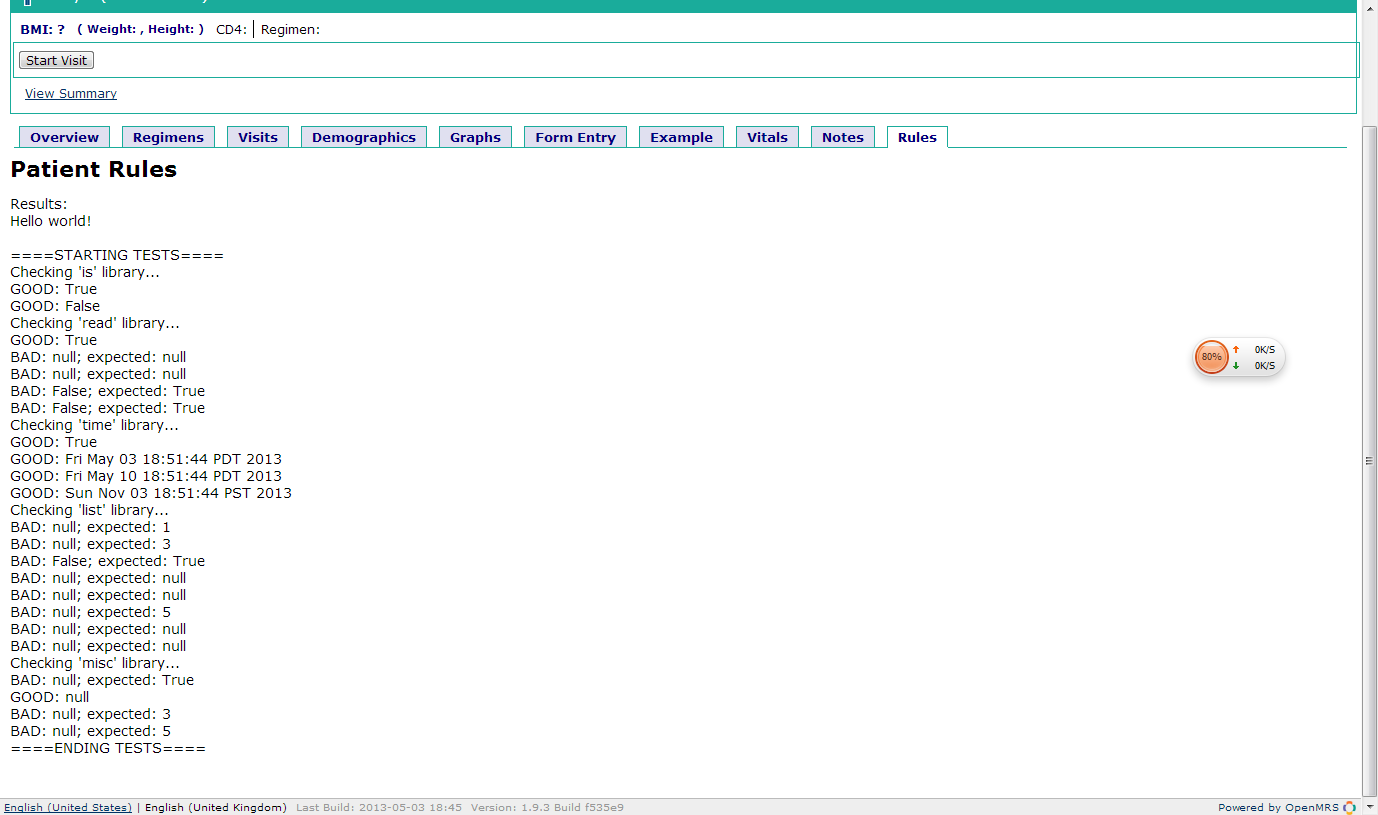 BMI: ? ( Weight: , Height: ) CD4: Regimen:
Start Visit
View Summary
Overview Regimens Visits Demographics Graphs Form Entry Example Vitals Notes Rules
Patient Rules
Results:
Hello world!
====STARTING TESTS====
Checking 'is' library...
GOOD: True
GOOD: False
Checking 'read' library...
GOOD: True
BAD: null; expected: null
BAD: null; expected: null
BAD: False; expected: True
BAD: False; expected: True
Checking 'time' library...
GOOD: True
GOOD: Fri May 03 18:51:44 PDT 2013
GOOD: Fri May 10 18:51:44 PDT 2013
GOOD: Sun Nov 03 18:51:44 PST 2013
Checking 'list' library...
BAD: null; expected: 1
BAD: null; expected: 3
BAD: False; expected: True
BAD: null; expected: null
BAD: null; expected: null
BAD: null; expected: 5
BAD: null; expected: null
BAD: null; expected: null
Checking 'misc' library...
BAD: null; expected: True
GOOD: null
BAD: null; expected: 3
BAD: null; expected: 5
====ENDING TESTS====
80% 0K/S
0K/S
English (United States) | English (United Kingdom) Last Build: 2013-05-03 18:45 Version: 1.9.3 Build f535e9 Powered by OpenMRS